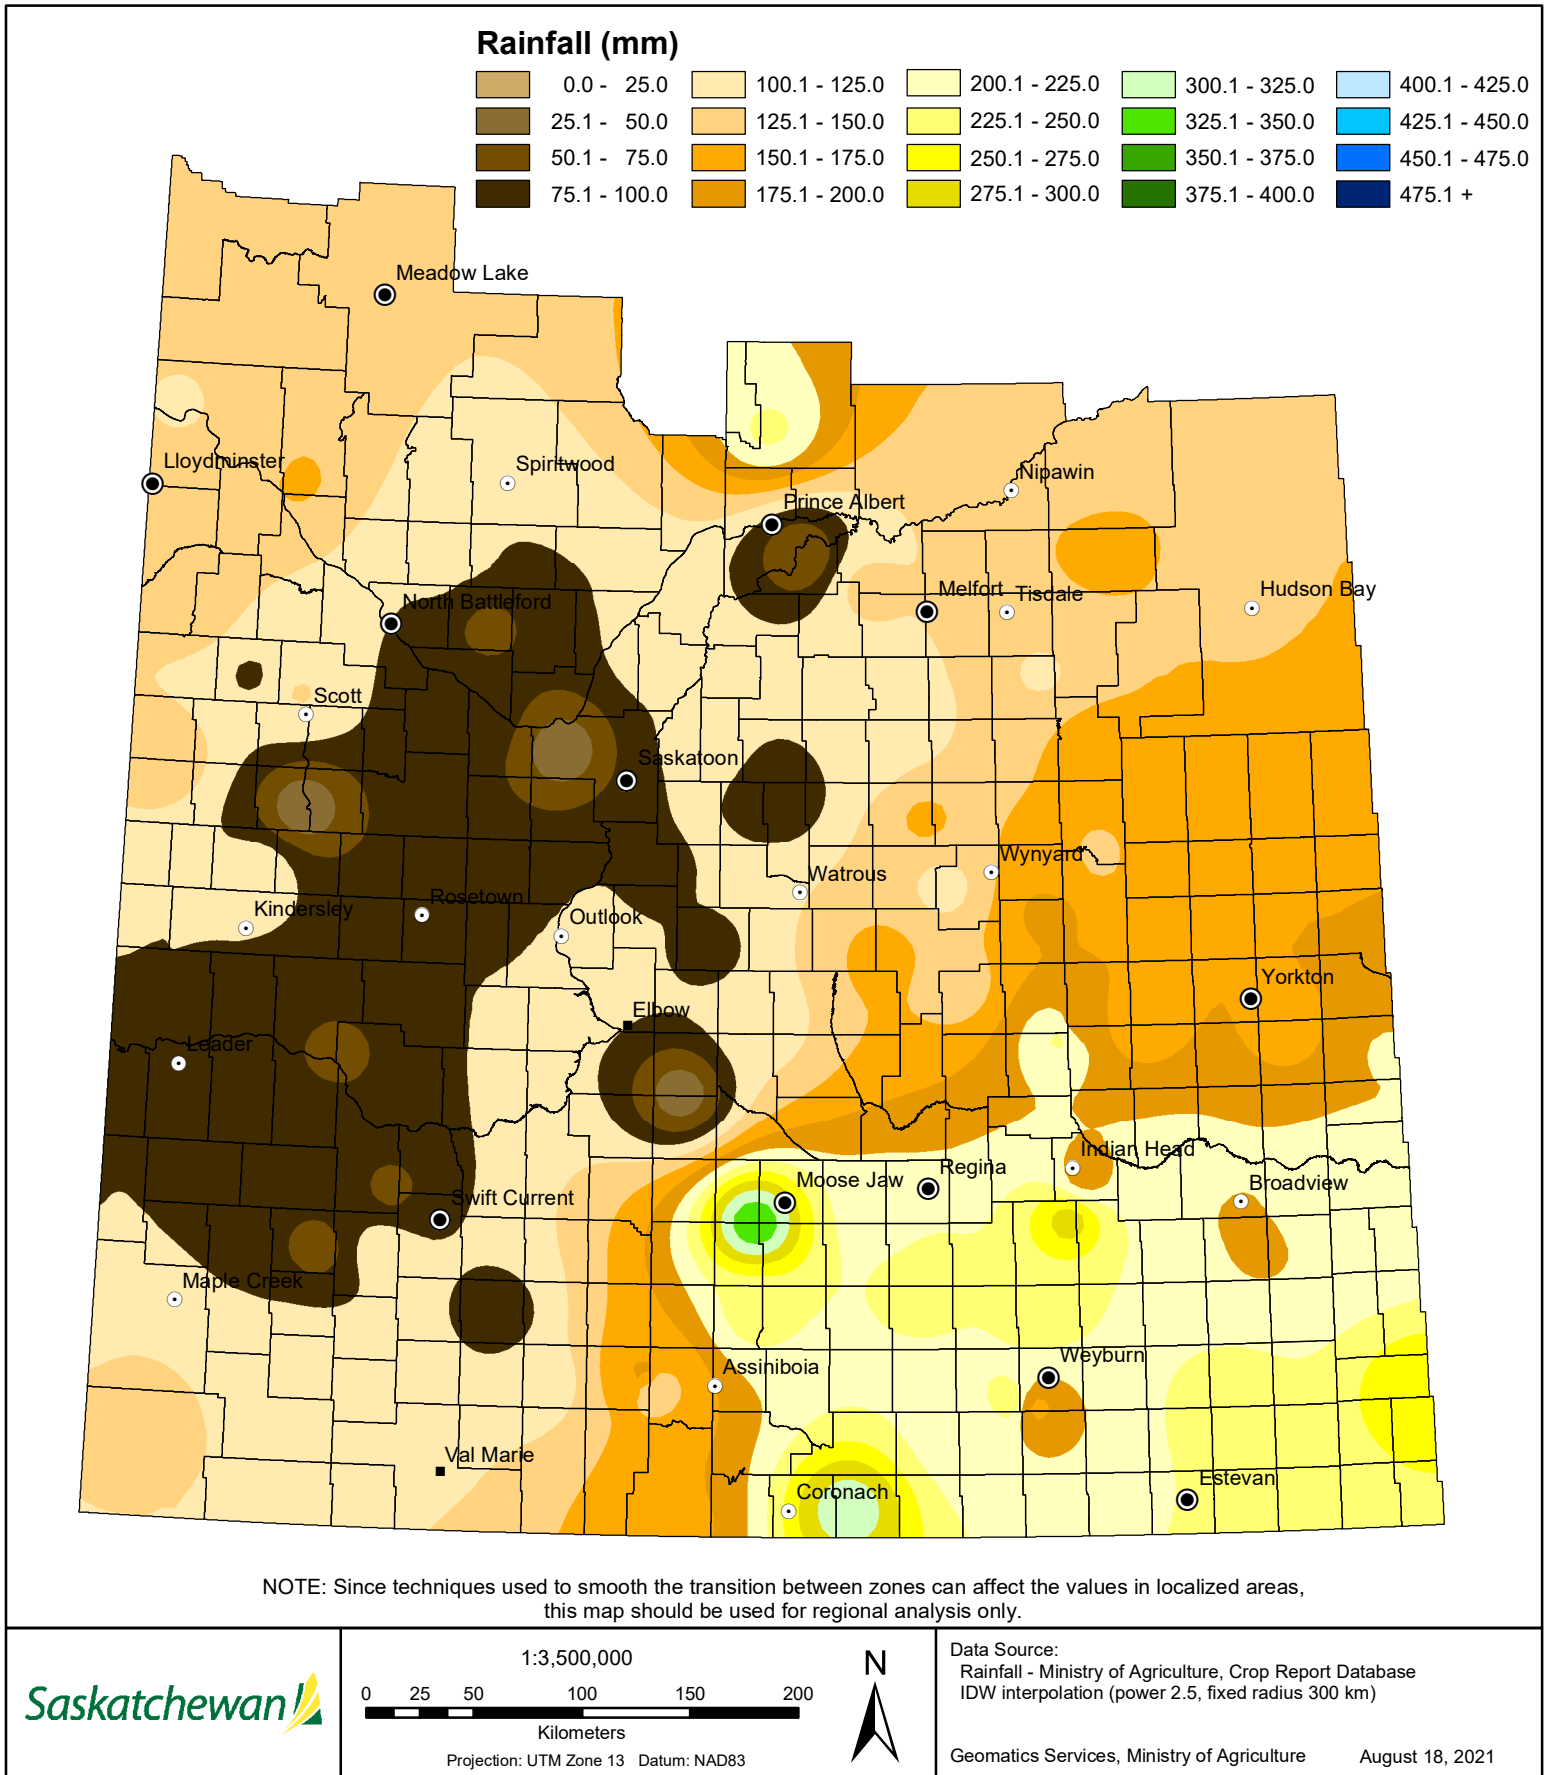 Rainfall (mm)
0.0 - 25.0
25.1 - 50.0
50.1 - 75.0
75.1 - 100.0
100.1 - 125.0
125.1 - 150.0
150.1 - 175.0
175.1 - 200.0
200.1 - 225.0
225.1 - 250.0
250.1 - 275.0
275.1 - 300.0
300.1 - 325.0
325.1 - 350.0
350.1 - 375.0
375.1 - 400.0
400.1 - 425.0
425.1 - 450.0
450.1 - 475.0
475.1 +
Meadow Lake
Lloydminster
Spiritwood
Nipawin
Prince Albert
North Battleford
Melfort
Tisdale
Hudson Bay
Scott
Saskatoon
Wynyard
Watrous
Rosetown
Kindersley
Outlook
Yorkton
Elbow
Leader
Indian Head
Regina
Moose Jaw
Broadview
Swift Current
Maple Creek
Weyburn
Assiniboia
Val Marie
Estevan
Coronach
NOTE: Since techniques used to smooth the transition between zones can affect the values in localized areas,
this map should be used for regional analysis only.
Saskatchewan
1:3,500,000
0 25 50 100 150 200
Kilometers
Projection: UTM Zone 13 Datum: NAD83
N
Data Source:
Rainfall - Ministry of Agriculture, Crop Report Database
IDW interpolation (power 2.5, fixed radius 300 km)
Geomatics Services, Ministry of Agriculture August 18, 2021